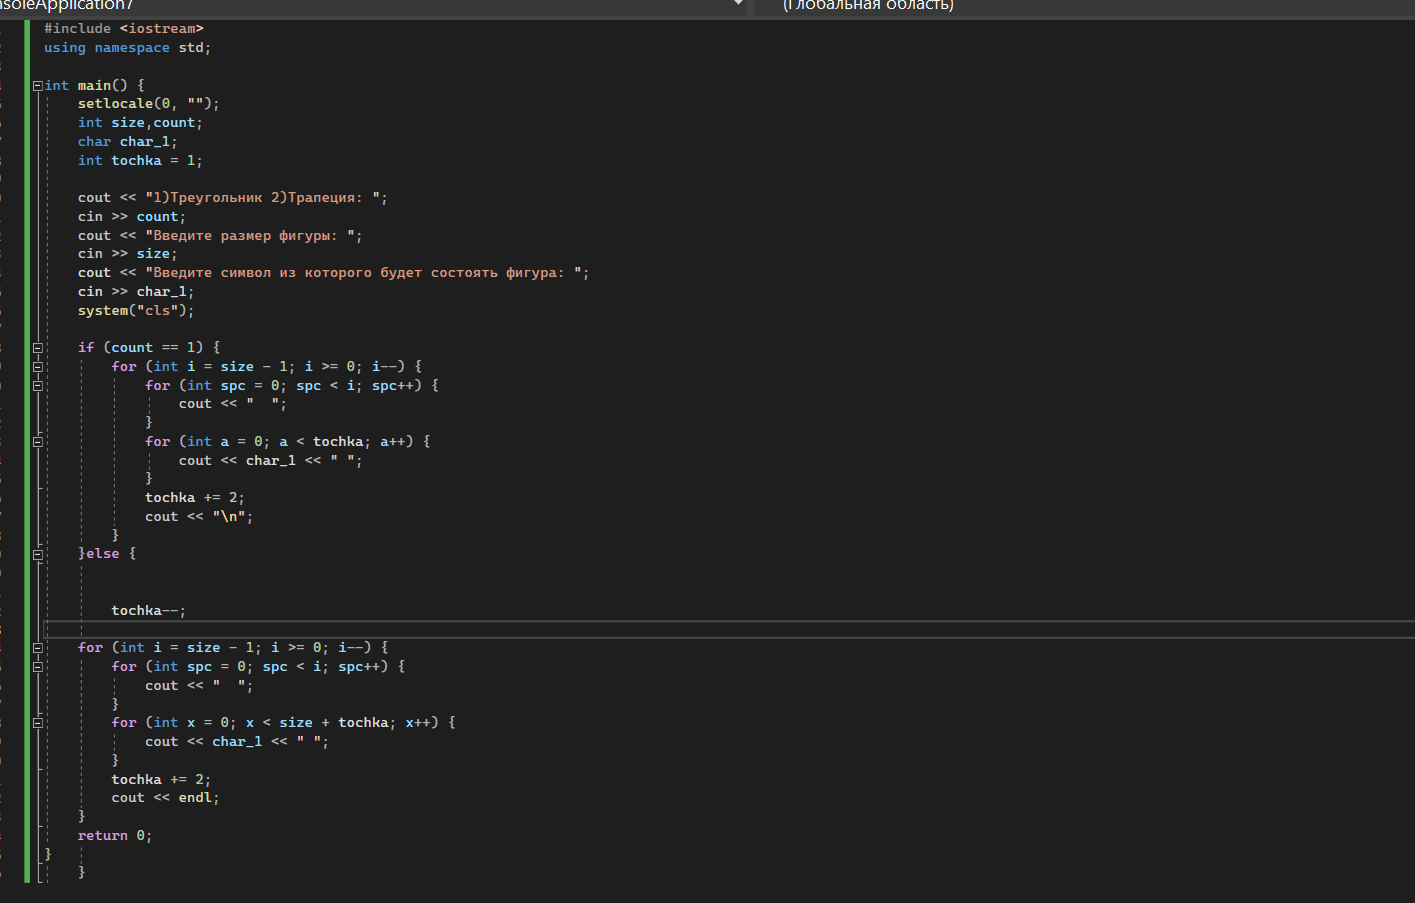 nsoleApplication7
(Глобальная область)
#include <iostream>
using namespace std;
int main() {
setlocale(0, "");
int size,count;
char char_1;
int tochka = 1;
cout << "1)Треугольник 2)Трапеция: ";
cin >> count;
cout << "Введите размер фигуры: ";
cin >> size;
cout << "Введите символ из которого будет состоять фигура: ";
cin >> char_1;
system("cls");
if (count == 1) {
for (int i = size - 1; i >= 0; i--) {
for (int spc = 0; spc < i; spc++) {
cout << "  ";
}
for (int a = 0; a < tochka; a++) {
cout << char_1 << " ";
}
tochka += 2;
cout << "\n";
}
}else {
tochka--;
for (int i = size - 1; i >= 0; i--) {
for (int spc = 0; spc < i; spc++) {
cout << "  ";
}
for (int x = 0; x < size + tochka; x++) {
cout << char_1 << " ";
}
tochka += 2;
cout << endl;
}
return 0;
}
}